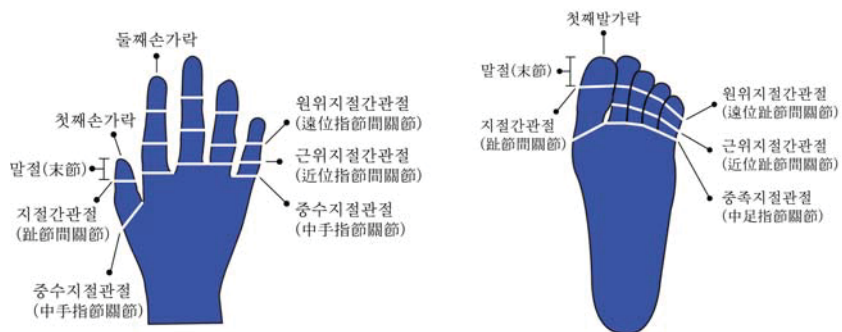 둘째손가락
첫째손가락
말절(末節)
지절간관절
(趾節間關節)
중수지절관절
(中手指節關節)
원위지절간관절
(遠位指節間關節)
근위지절간관절
(近位指節間關節)
중수지절관절
(中手指節關節)
첫째발가락
말절(末節)
지절간관절
(趾節間關節)
원위지절간관절
(遠位趾節間關節)
근위지절간관절
(近位趾節間關節)
중족지절관절
(中足指節關節)